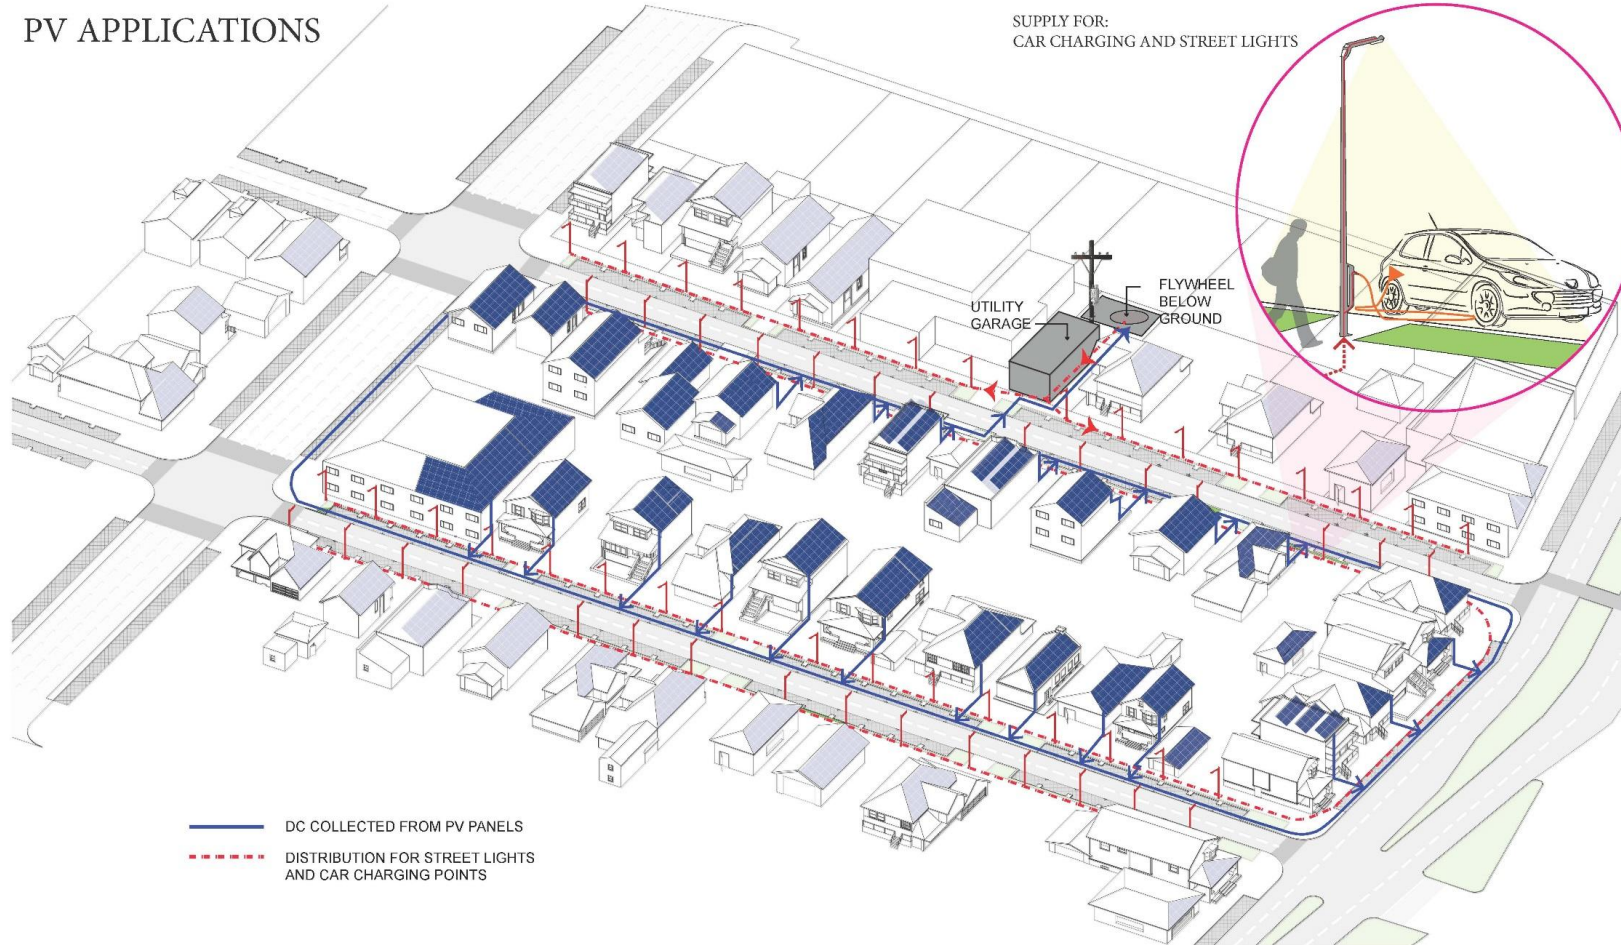 PV APPLICATIONS
SUPPLY FOR:
CAR CHARGING AND STREET LIGHTS
UTILITY
GARAGE
FLYWHEEL
BELOW
GROUND
DC COLLECTED FROM PV PANELS
DISTRIBUTION FOR STREET LIGHTS
AND CAR CHARGING POINTS